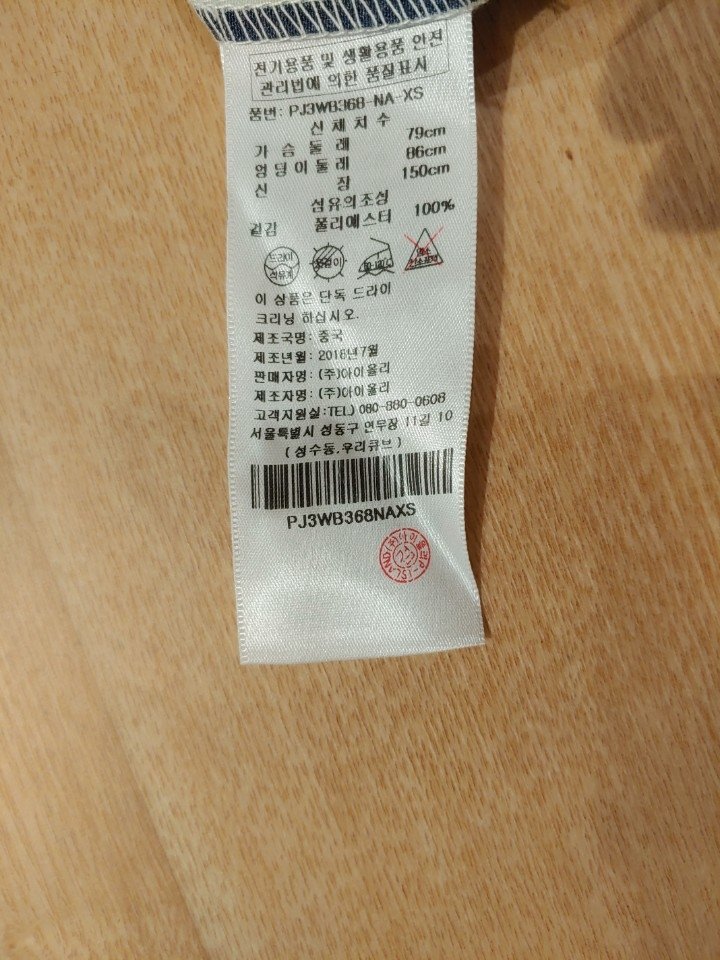 전기용품 및 생활용품 안전
관리법에 의한 품질표시
품번: PJ3WB368-NA-XS
신체치수
가슴둘레 79cm
엉덩이둘레 86cm
신장 150cm
섬유의조성
겉감 폴리에스터 100%
드라이
석유계
이 상품은 단독 드라이
크리닝 하십시오.
제조국명: 중국
제조년월: 2018년7월
판매자명: (주)아이올리
제조자명: (주)아이올리
고객지원실:TEL) 080-880-0608
서울특별시 성동구 연무장 11길 10
(성수동,우리큐브)
PJ3WB368NAXS